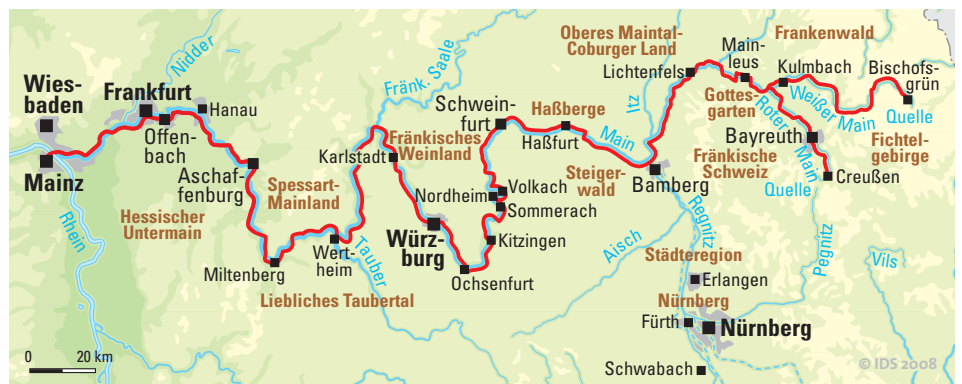 Wies-
baden
Mainz
Rhein
Frankfurt
Nidder
Hanau
Offen-
bach
Aschaf-
fenburg
Hessischer
Untermain
Spessart-
Mainland
Miltenberg
Wert-
heim
Tauber
Liebliches Taubertal
Karlstadt
Fränk. Saale
Fränkisches
Weinland
Würz-
burg
Ochsenfurt
Kitzingen
Sommerach
Nordheim
Volkach
Schwein-
furt
Haßberge
Haßfurt
Main
Steiger-
wald
Bamberg
Itz
Oberes Maintal-
Coburger Land
Lichtenfels
Main-
leus
Frankenwald
Kulmbach
Bischofs-
grün
Weißer Main
Quelle
Fichtel-
gebirge
Gottes-
garten
Roter
Main
Bayreuth
Fränkische
Schweiz
Quelle
Creußen
Regnitz
Aisch
Pegnitz
Vils
Städteregion
Erlangen
Nürnberg
Fürth
Nürnberg
Schwabach
0 20 km
© IDS 2008